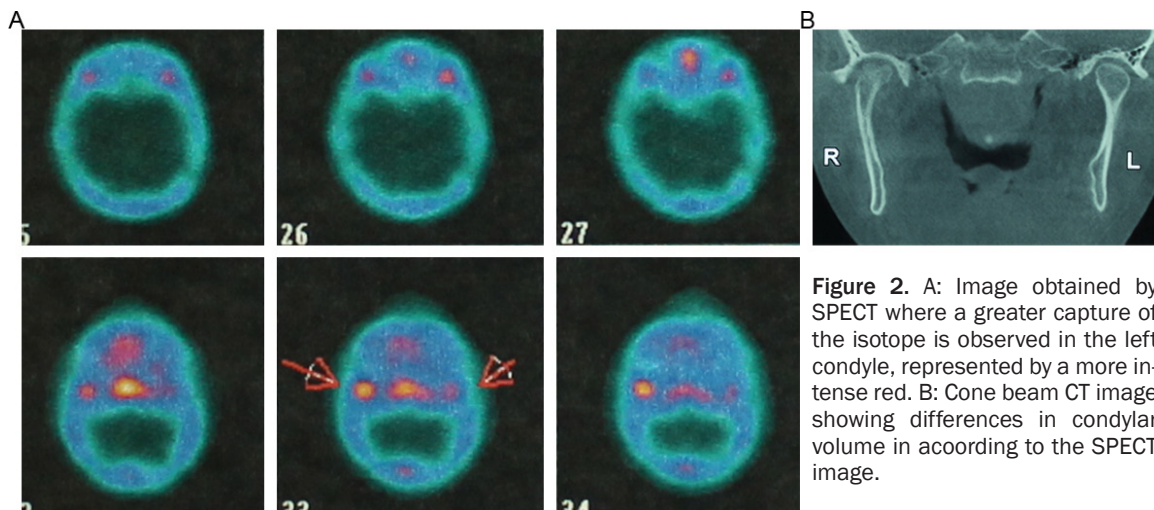 A
B
26
27
R
L
33
34
Figure 2. A: Image obtained by
SPECT where a greater capture of
the isotope is observed in the left
condyle, represented by a more in-
tense red. B: Cone beam CT image
showing differences in condylar
volume in acoording to the SPECT
image.